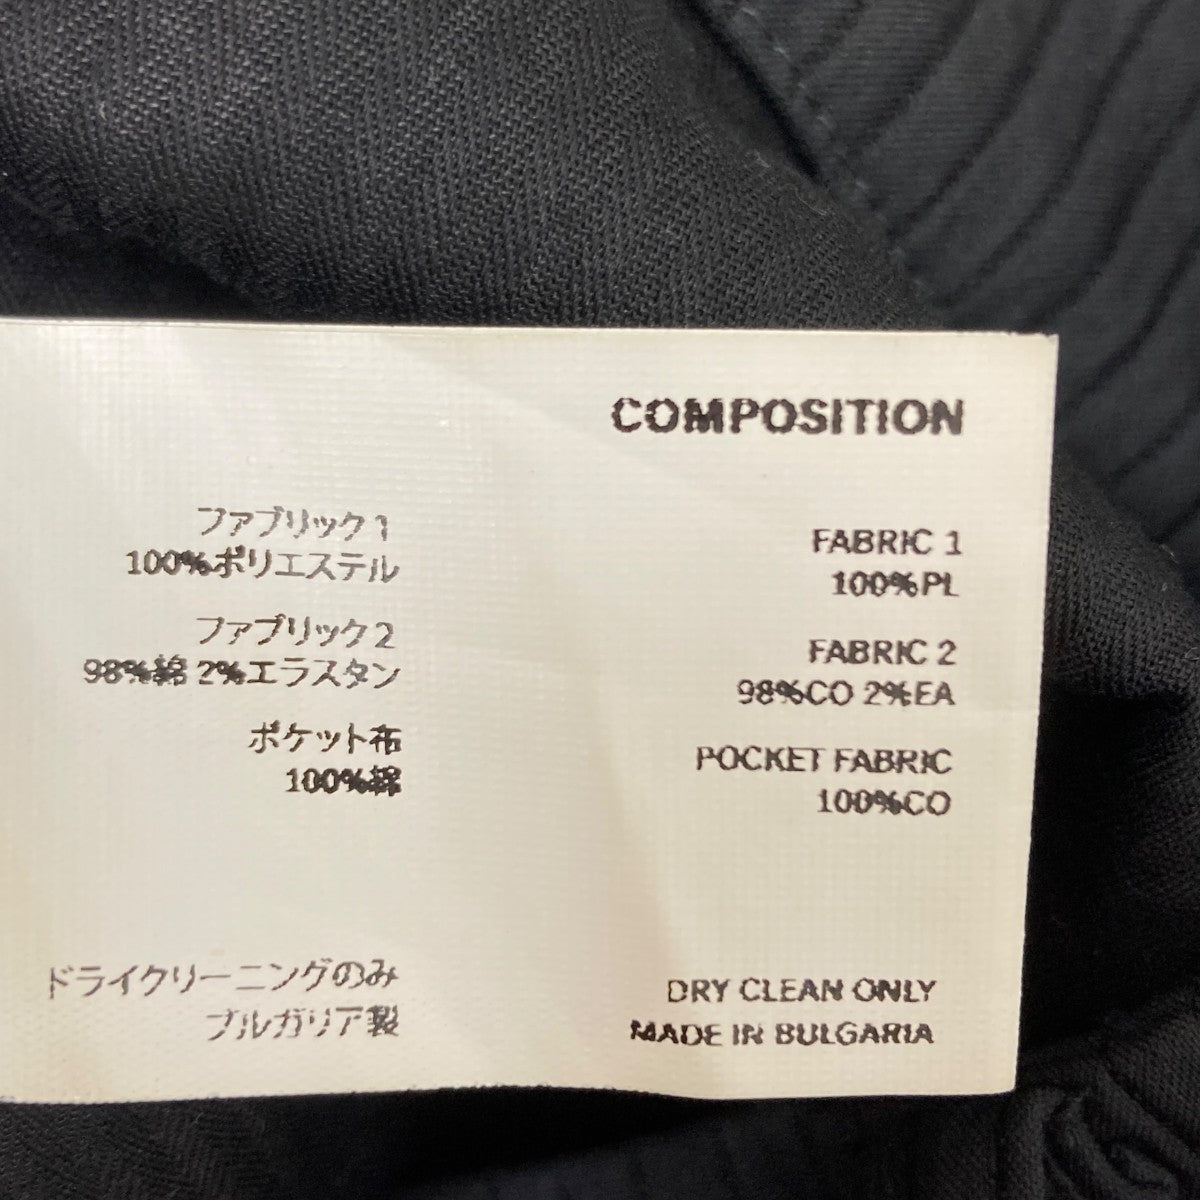 COMPOSITION
ファブリック1
100%ポリエステル
ファブリック2
98%綿 2%エラスタン
ポケット布
100%綿
ドライクリーニングのみ
ブルガリア製
FABRIC 1
100%PL
FABRIC 2
98%CO 2%EA
POCKET FABRIC
100%CO
DRY CLEAN ONLY
MADE IN BULGARIA